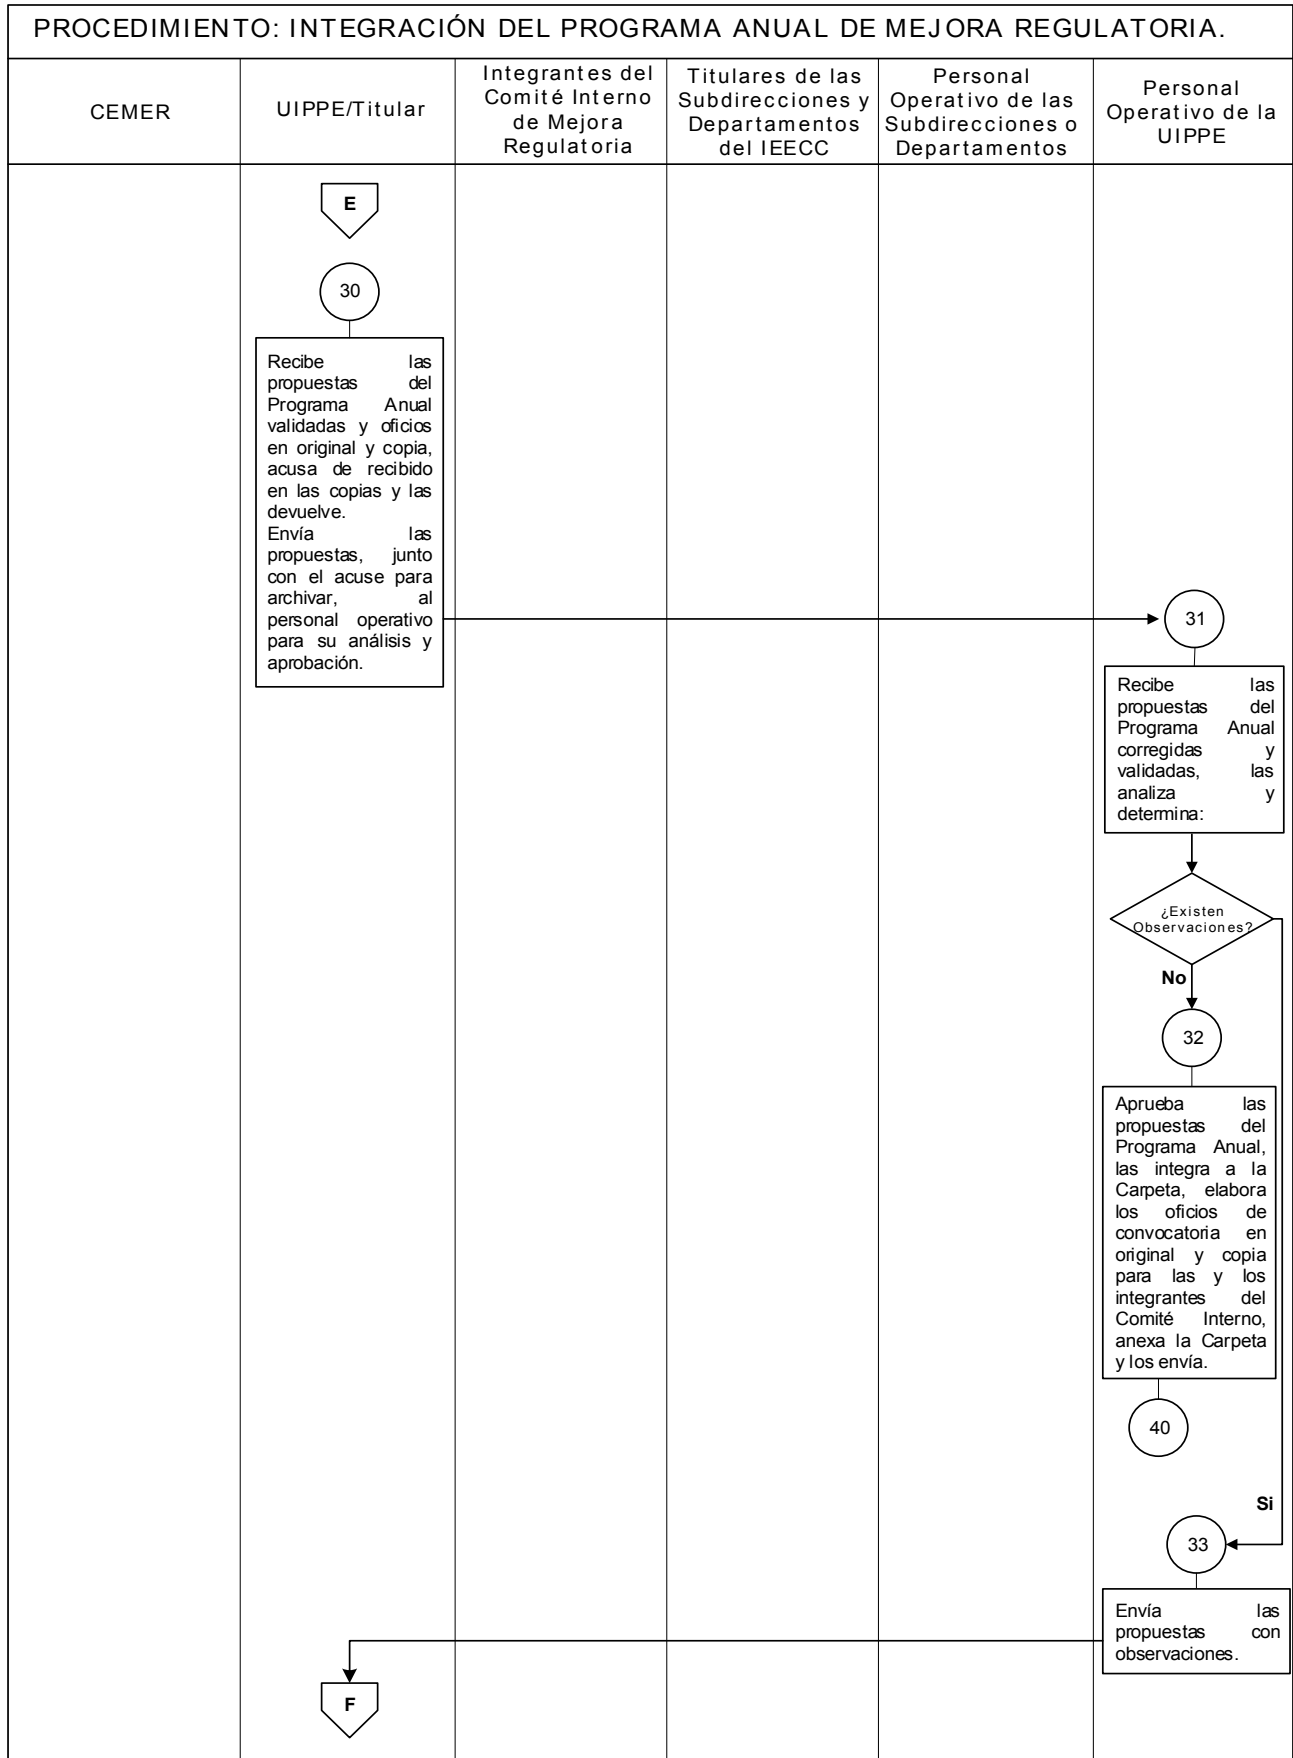 PROCEDIMIENTO: INTEGRACIÓN DEL PROGRAMA ANUAL DE MEJORA REGULATORIA.
CEMER
UIPPE/Titular
Integrantes del
Comité Interno
de Mejora
Regulatoria
Titulares de las
Subdirecciones y
Departamentos
del IEECC
Personal
Operativo de las
Subdirecciones o
Departamentos
Personal
Operativo de la
UIPPE
E
30
Recibe las
propuestas del
Programa Anual
validadas y oficios
en original y copia,
acusa de recibido
en las copias y las
devuelve.
Envía las
propuestas, junto
con el acuse para
archivar, al
personal operativo
para su análisis y
aprobación.
31
Recibe las
propuestas del
Programa Anual
corregidas y
validadas, las
analiza y
determina:
¿Existen
Observaciones?
No
32
Aprueba las
propuestas del
Programa Anual,
las integra a la
Carpeta, elabora
los oficios de
convocatoria en
original y copia
para las y los
integrantes del
Comité Interno,
anexa la Carpeta
y los envía.
40
Si
33
Envía las
propuestas con
observaciones.
F